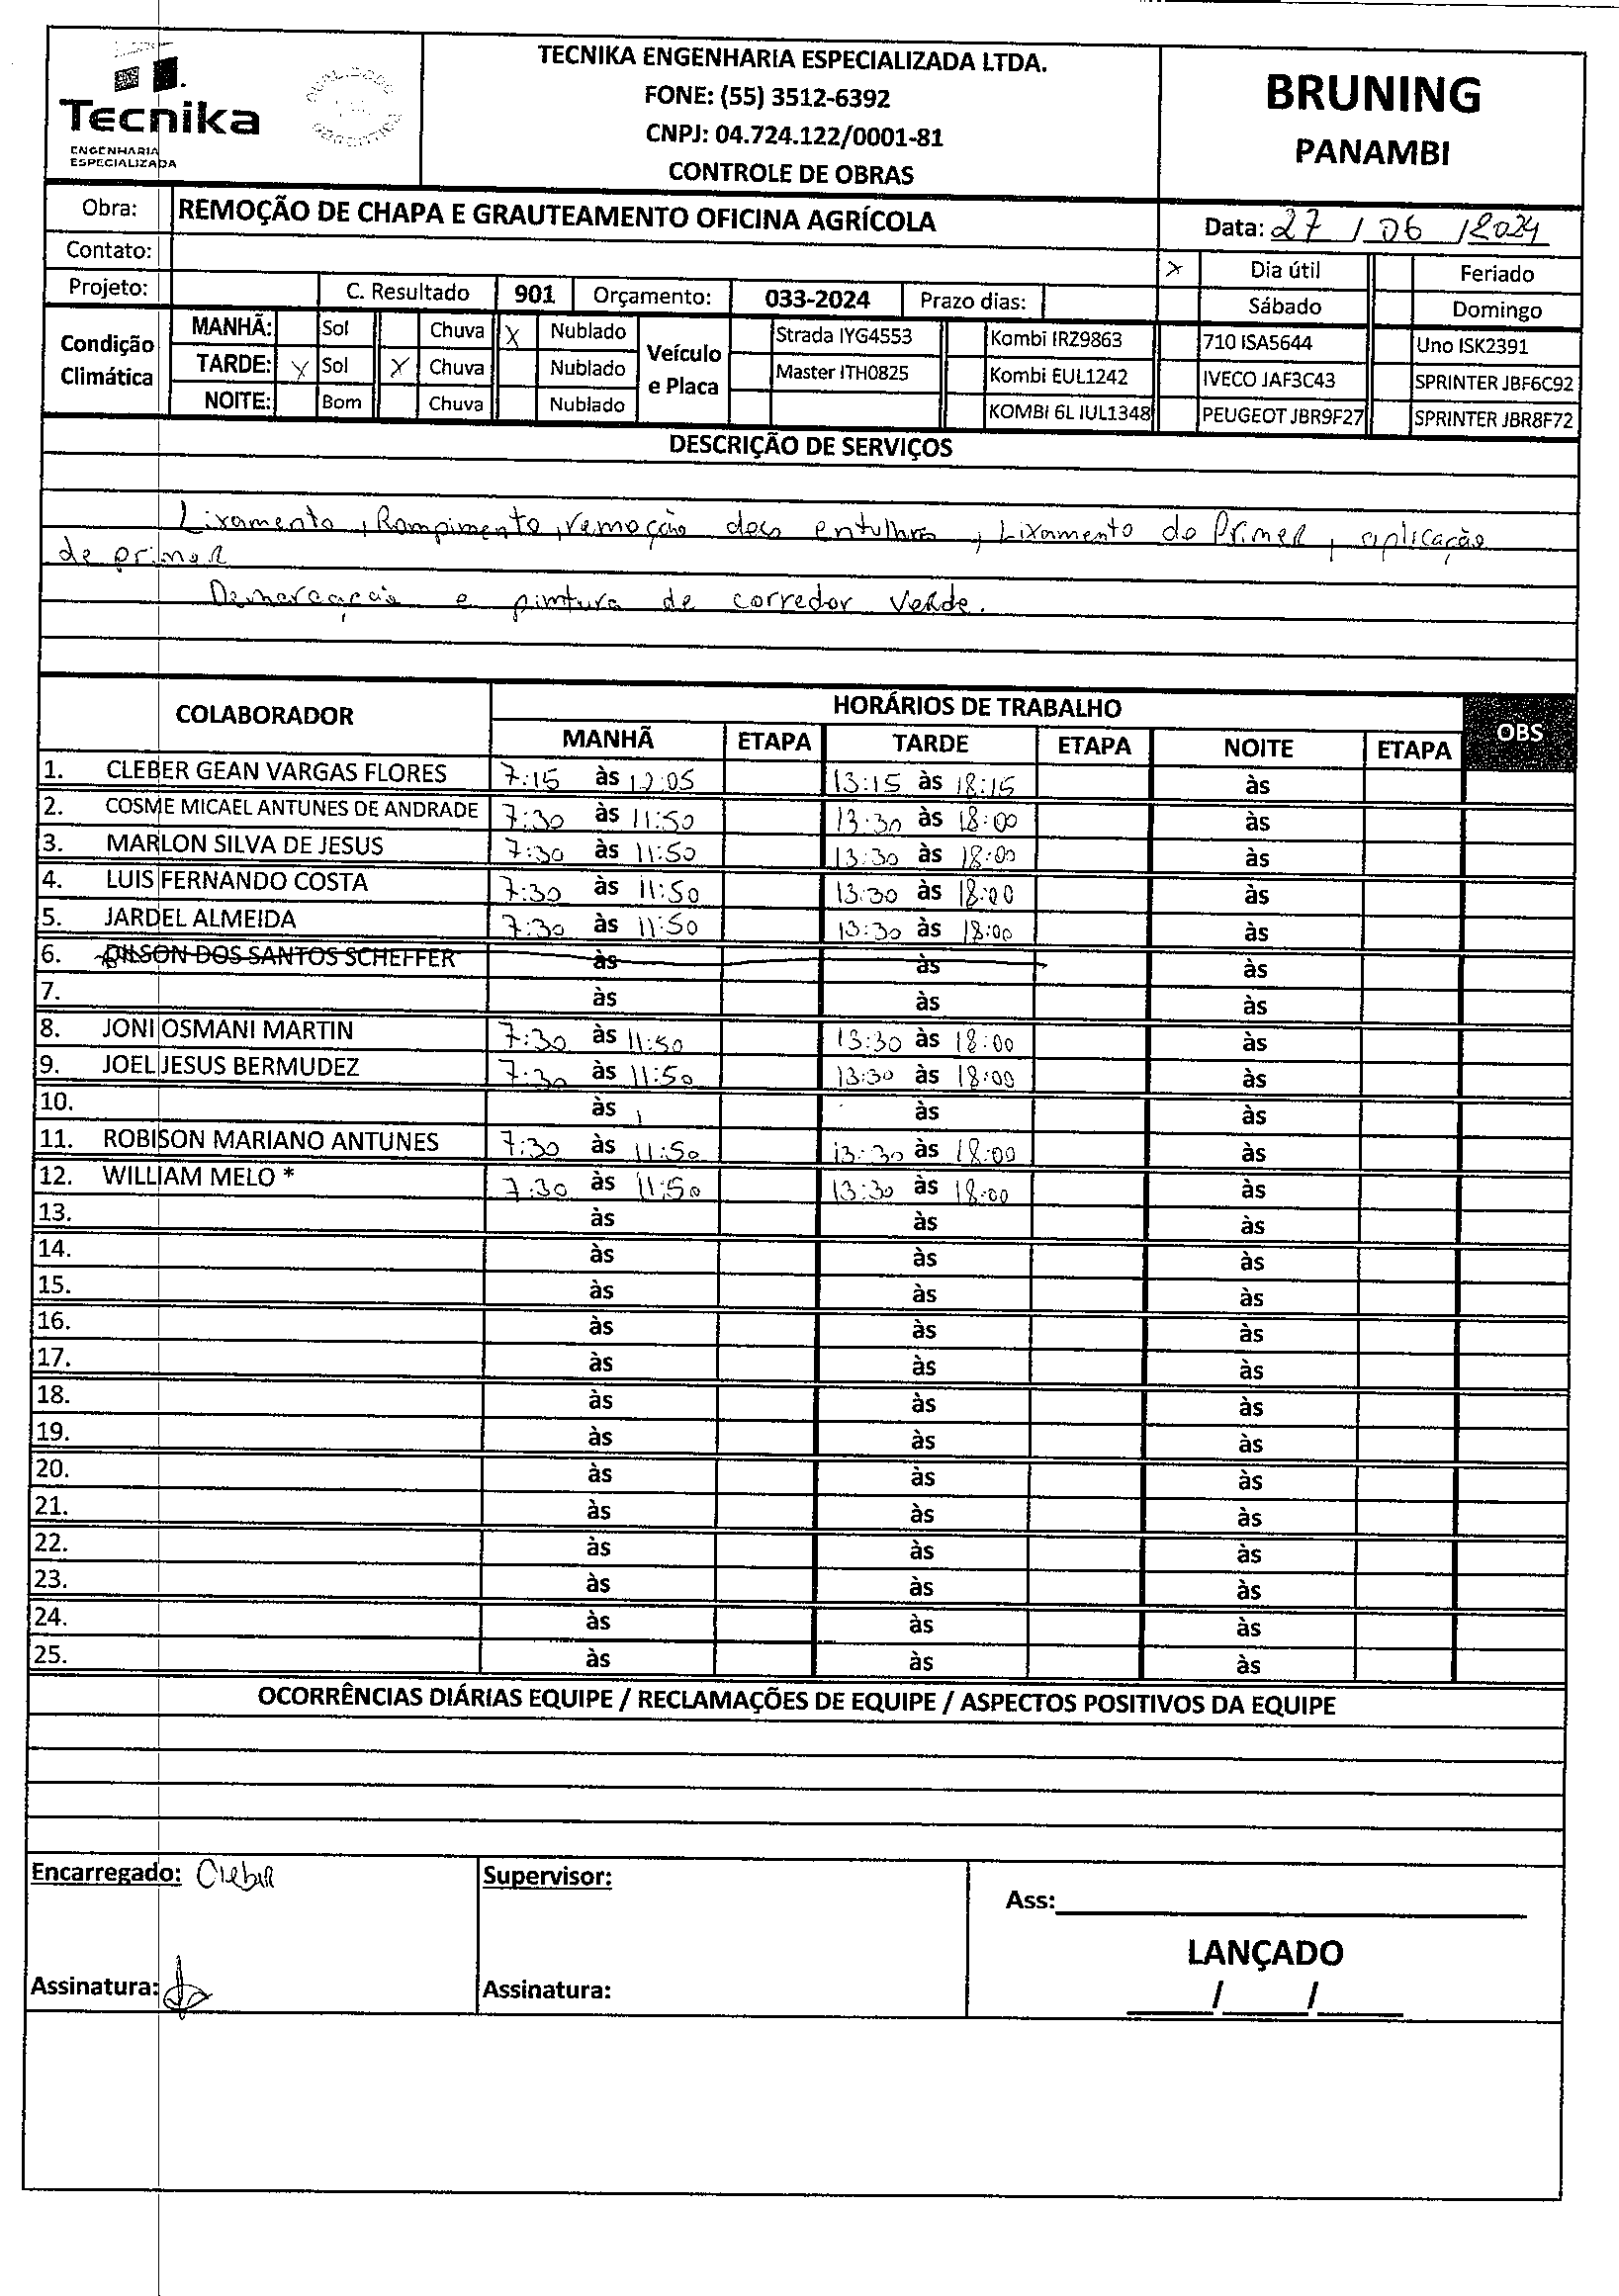 TECNIKA ENGENHARIA ESPECIALIZADA LTDA.
FONE: (55) 3512-6392
CNPJ: 04.724.122/0001-81
CONTROLE DE OBRAS
Tecnika
ENGENHARIA
ESPECIALIZADA
BRUNING
PANAMBI
Obra: REMOÇÃO DE CHAPA E GRAUTEAMENTO OFICINA AGRÍCOLA
Data: 27 / 06 / 2024
Contato:
X Dia útil Feriado
Projeto: C. Resultado 901 Orçamento: 033-2024 Prazo dias:
Sábado Domingo
Condição Climática
MANHÃ: Sol Chuva X Nublado
TARDE: X Sol X Chuva Nublado
NOITE: Bom Chuva Nublado
Veículo e Placa
Strada IYG4553 Kombi IRZ9863 710 ISA5644 Uno ISK2391
Master ITH0825 Kombi EUL1242 IVECO JAF3C43 SPRINTER JBF6C92
KOMBI 6L IUL1348 PEUGEOT JBR9F27 SPRINTER JBR8F72
DESCRIÇÃO DE SERVIÇOS
Lixamento, Rompimento, remoção dos entulhos, Lixamento do Primer, aplicação
de primer
Demarcação e pimtura de corredor verde.
COLABORADOR HORÁRIOS DE TRABALHO OBS
MANHÃ ETAPA TARDE ETAPA NOITE ETAPA
1. CLEBER GEAN VARGAS FLORES 7:15 às 12:05 13:15 às 18:15 às
2. COSME MICAEL ANTUNES DE ANDRADE 7:30 às 11:50 13:30 às 18:00 às
3. MARLON SILVA DE JESUS 7:30 às 11:50 13:30 às 18:00 às
4. LUIS FERNANDO COSTA 7:30 às 11:50 13:30 às 18:00 às
5. JARDEL ALMEIDA 7:30 às 11:50 13:30 às 18:00 às
6. DILSON DOS SANTOS SCHEFFER às às às
7. às às às
8. JONI OSMANI MARTIN 7:30 às 11:50 13:30 às 18:00 às
9. JOEL JESUS BERMUDEZ 7:30 às 11:50 13:30 às 18:00 às
10. às às às
11. ROBISON MARIANO ANTUNES 7:30 às 11:50 13:30 às 18:00 às
12. WILLIAM MELO * 7:30 às 11:50 13:30 às 18:00 às
13. às às às
14. às às às
15. às às às
16. às às às
17. às às às
18. às às às
19. às às às
20. às às às
21. às às às
22. às às às
23. às às às
24. às às às
25. às às às
OCORRÊNCIAS DIÁRIAS EQUIPE / RECLAMAÇÕES DE EQUIPE / ASPECTOS POSITIVOS DA EQUIPE
Encarregado: Cleber
Supervisor:
Ass:
LANÇADO
Assinatura:
Assinatura:
/ /